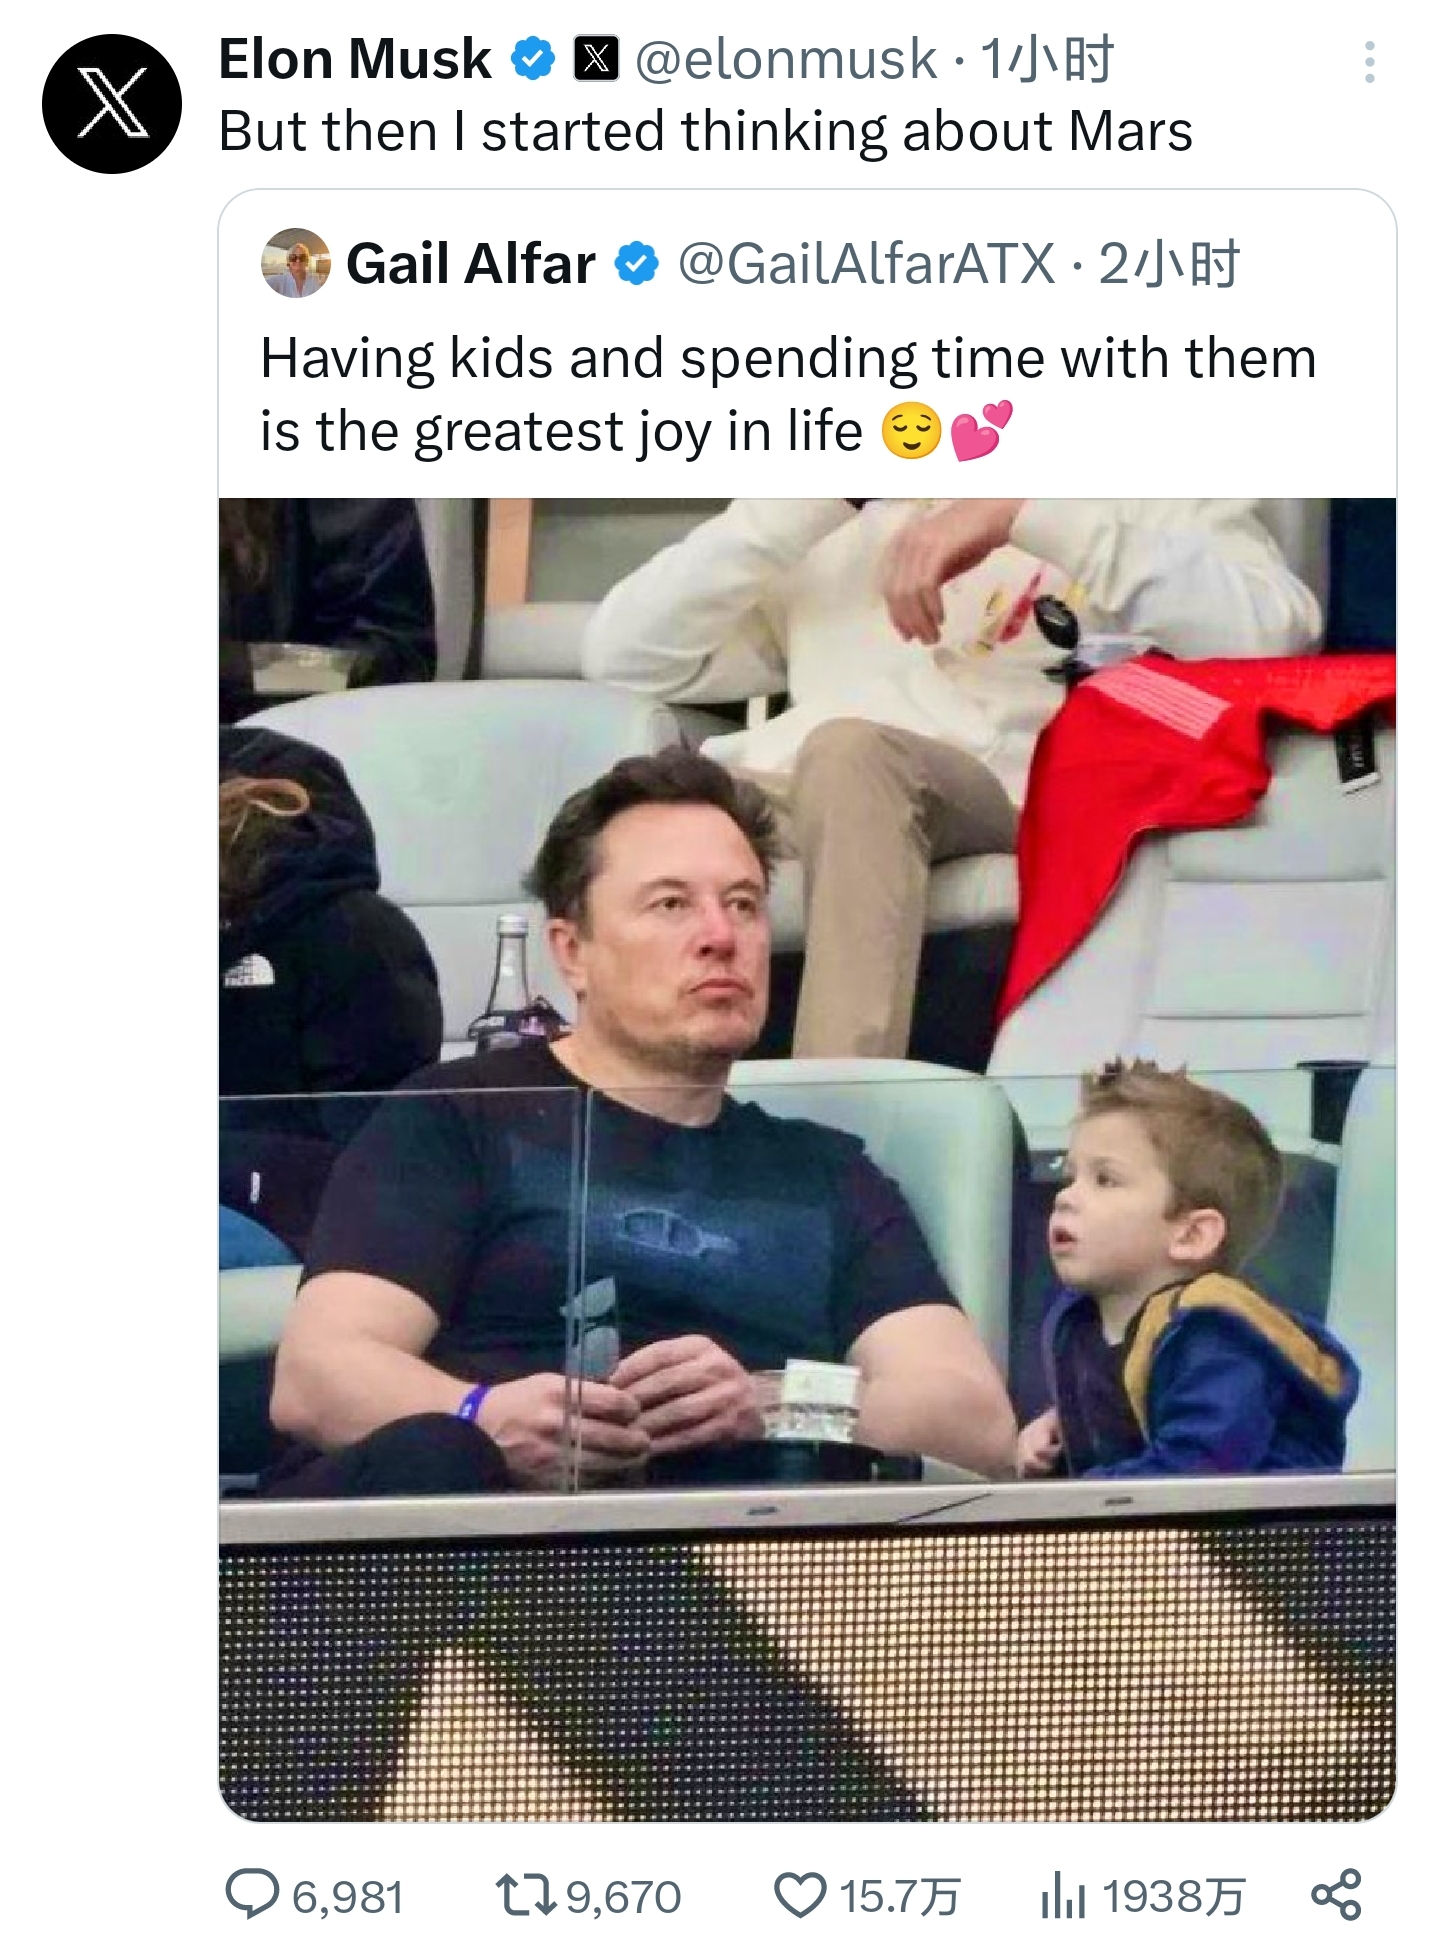 Elon Musk @elonmusk · 1小时
But then I started thinking about Mars
Gail Alfar @GailAlfarATX · 2小时
Having kids and spending time with them
is the greatest joy in life 😌💕
6,981 9,670 15.7万 1938万